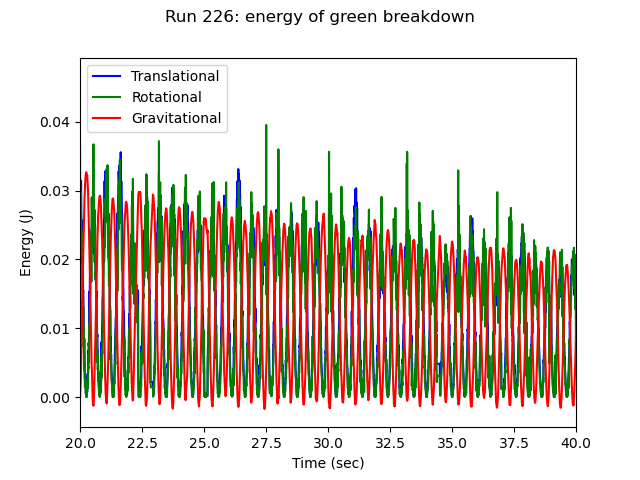 Run 226: energy of green breakdown
Translational
Rotational
Gravitational
Energy (J)
0.04
0.03
0.02
0.01
0.00
20.0 22.5 25.0 27.5 30.0 32.5 35.0 37.5 40.0
Time (sec)